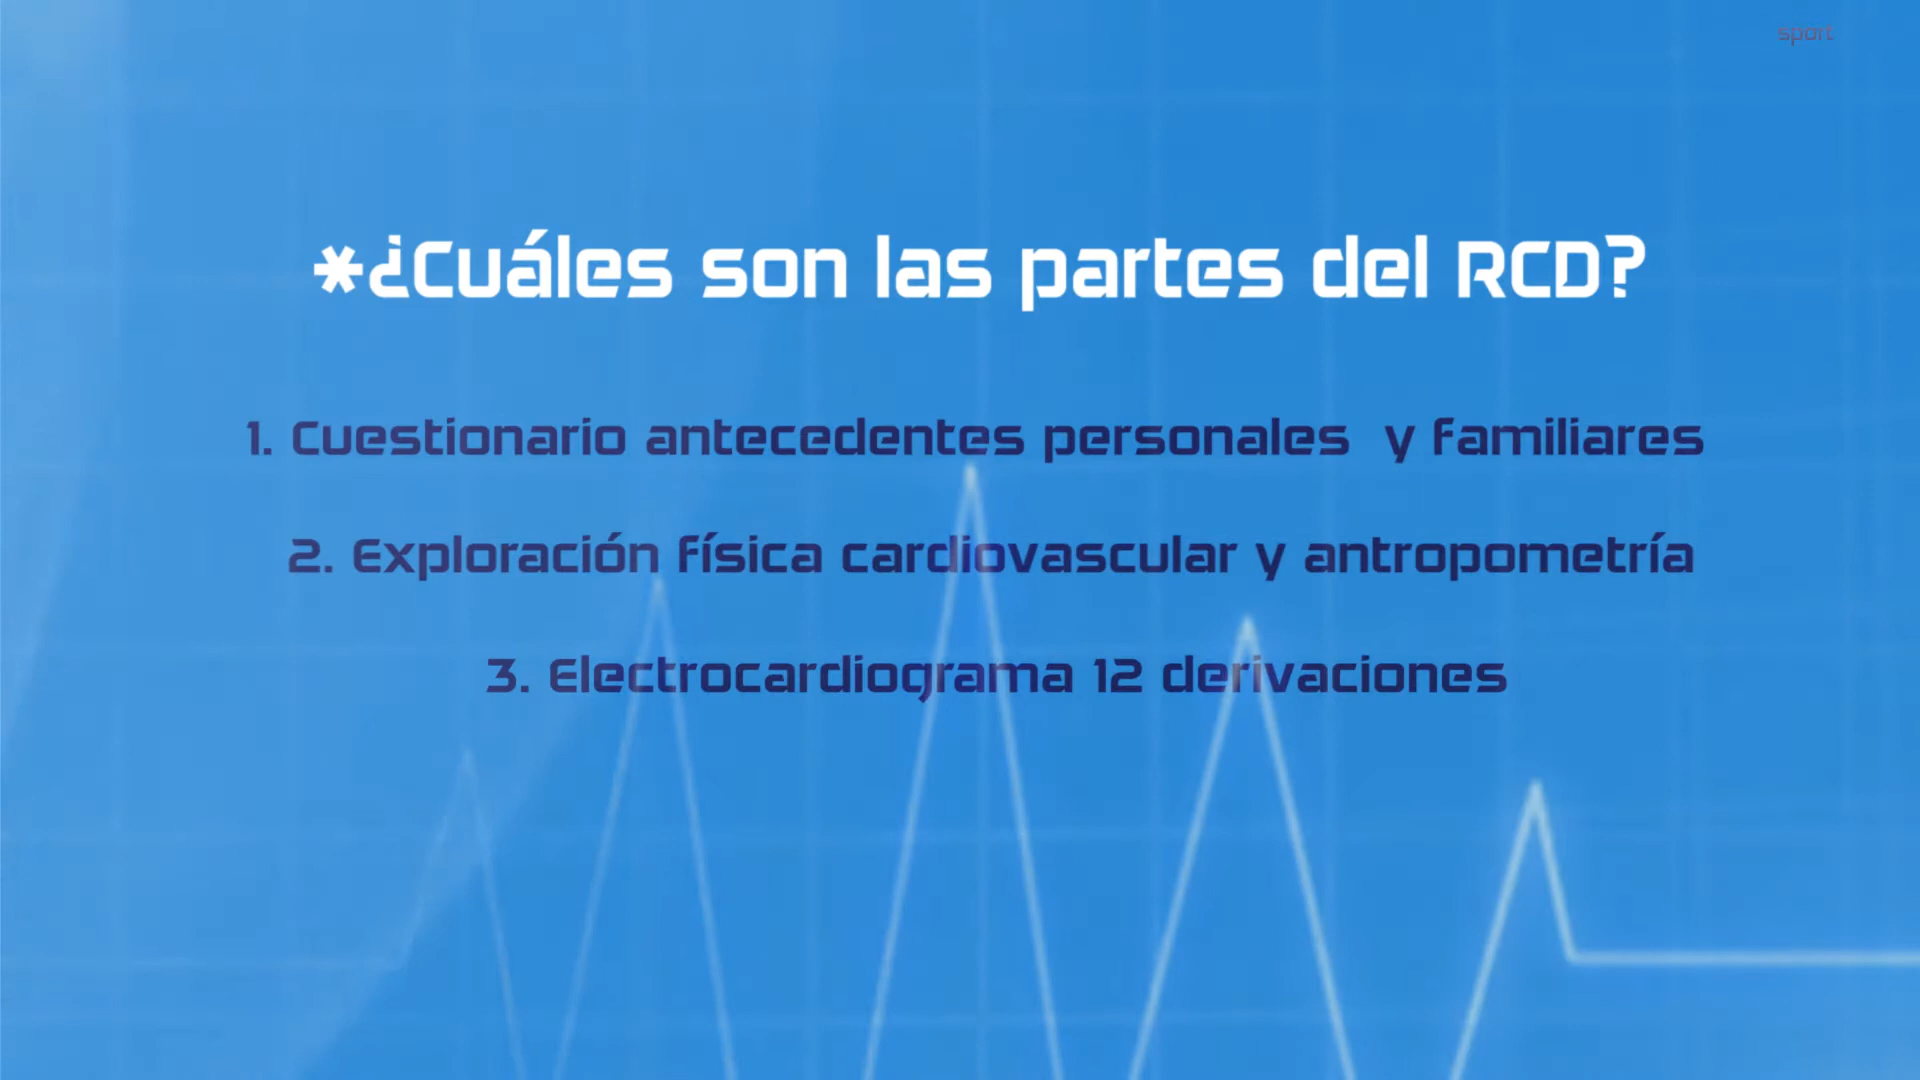 sport
*¿Cuáles son las partes del RCD?
1. Cuestionario antecedentes personales y familiares
2. Exploración física cardiovascular y antropometría
3. Electrocardiograma 12 derivaciones